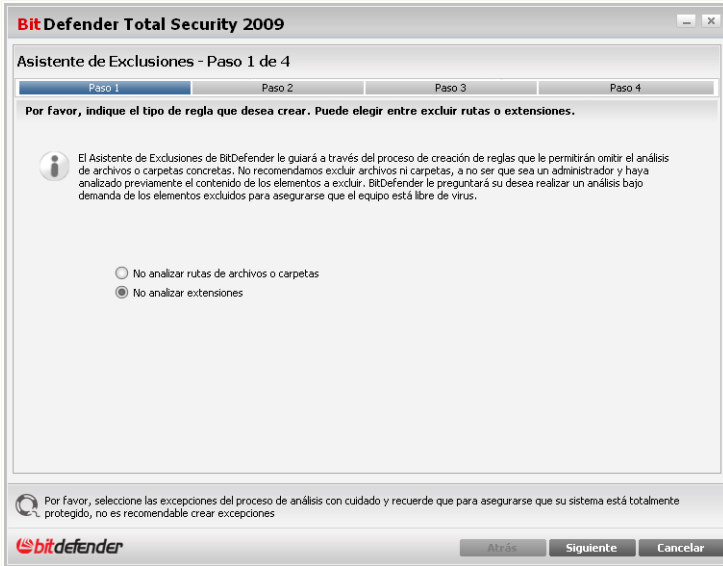 BitDefender Total Security 2009
Asistente de Exclusiones - Paso 1 de 4
Paso 1 Paso 2 Paso 3 Paso 4
Por favor, indique el tipo de regla que desea crear. Puede elegir entre excluir rutas o extensiones.
El Asistente de Exclusiones de BitDefender le guiará a través del proceso de creación de reglas que le permitirán omitir el análisis
de archivos o carpetas concretas. No recomendamos excluir archivos ni carpetas, a no ser que sea un administrador y haya
analizado previamente el contenido de los elementos a excluir. BitDefender le preguntará su desea realizar un análisis bajo
demanda de los elementos excluidos para asegurarse que el equipo está libre de virus.
No analizar rutas de archivos o carpetas
No analizar extensiones
Por favor, seleccione las excepciones del proceso de análisis con cuidado y recuerde que para asegurarse que su sistema está totalmente
protegido, no es recomendable crear excepciones
bitdefender
Atrás Siguiente Cancelar